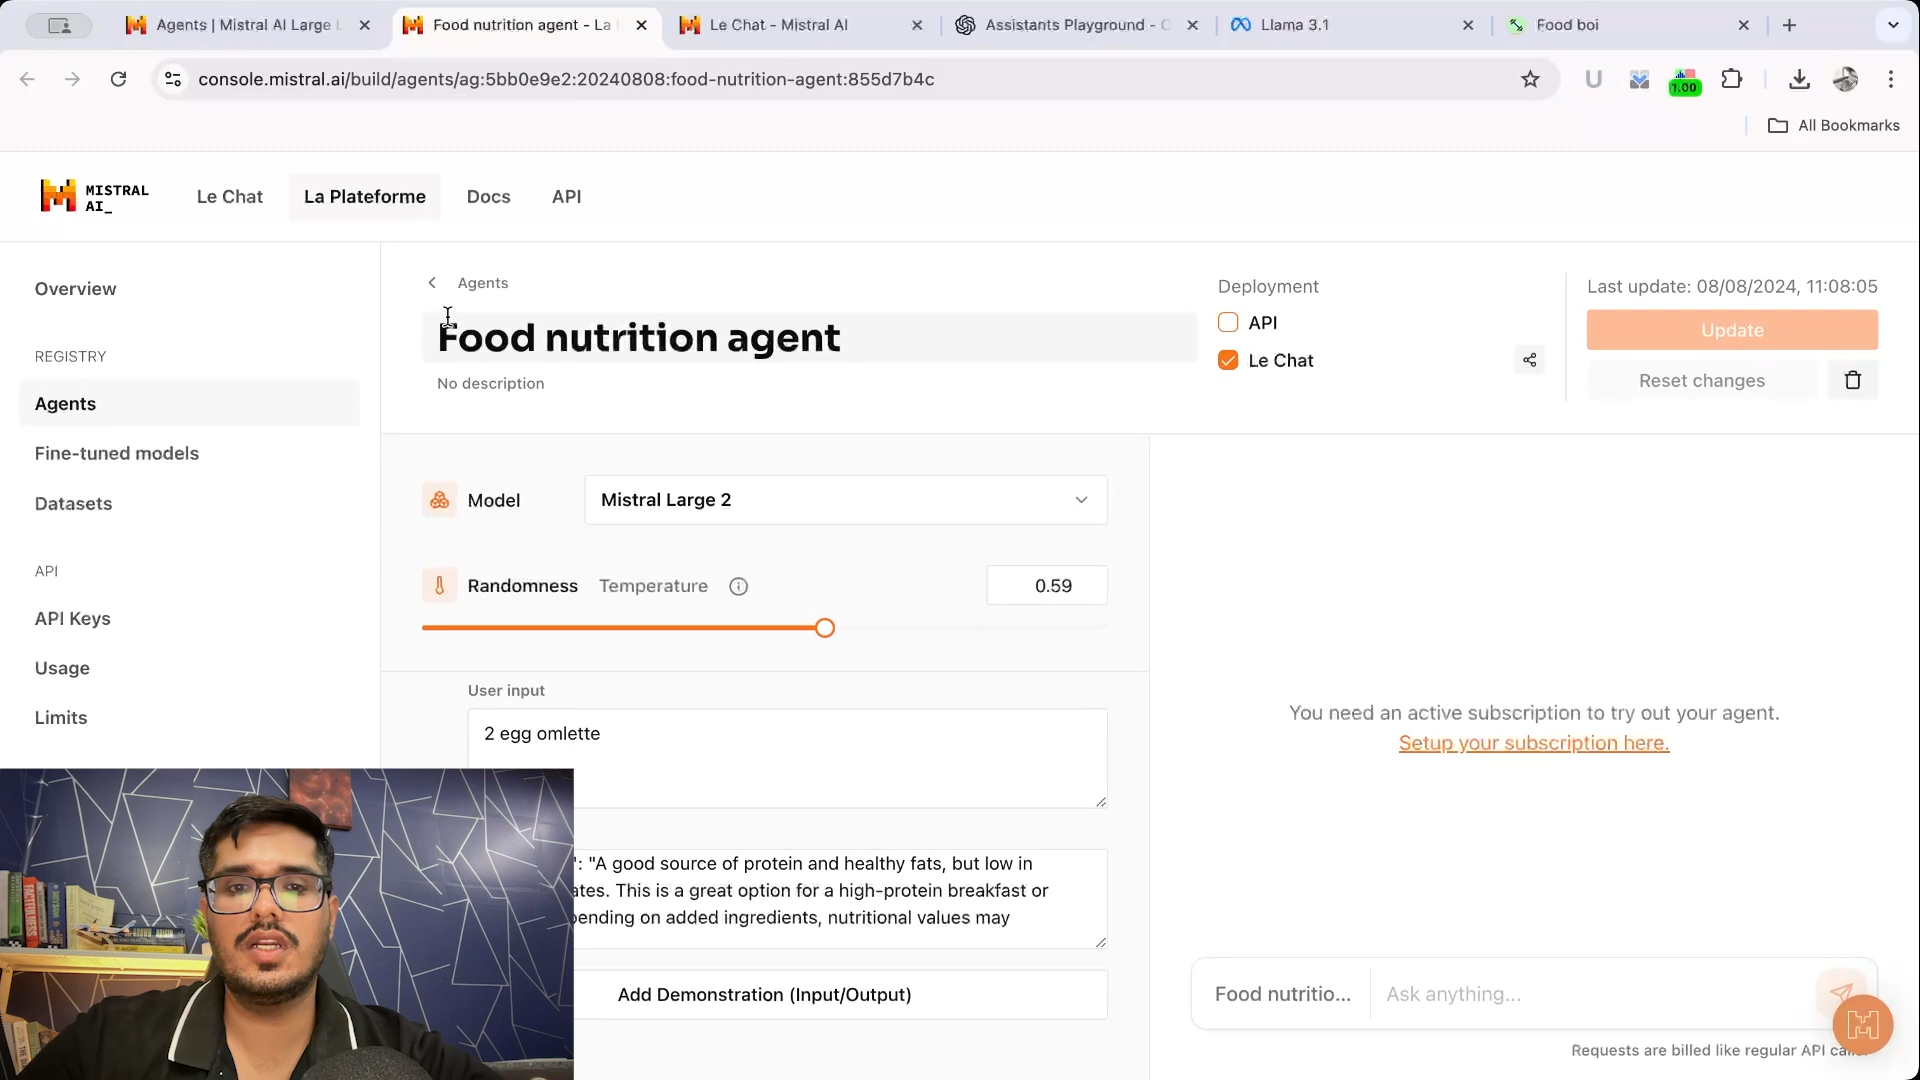 Agents | Mistral AI Large L
Food nutrition agent - La
Le Chat - Mistral AI
Assistants Playground - O
Llama 3.1
Food boi
console.mistral.ai/build/agents/ag:5bb0e9e2:20240808:food-nutrition-agent:855d7b4c
1.00
All Bookmarks
MISTRAL
AI_
Le Chat
La Plateforme
Docs
API
Overview
REGISTRY
Agents
Fine-tuned models
Datasets
API
API Keys
Usage
Limits
Agents
Food nutrition agent
No description
Deployment
API
Le Chat
Last update: 08/08/2024, 11:08:05
Update
Reset changes
Model
Mistral Large 2
Randomness Temperature
0.59
User input
2 egg omlette
": "A good source of protein and healthy fats, but low in
ates. This is a great option for a high-protein breakfast or
pending on added ingredients, nutritional values may
Add Demonstration (Input/Output)
You need an active subscription to try out your agent.
Setup your subscription here.
Food nutritio...
Ask anything...
Requests are billed like regular API